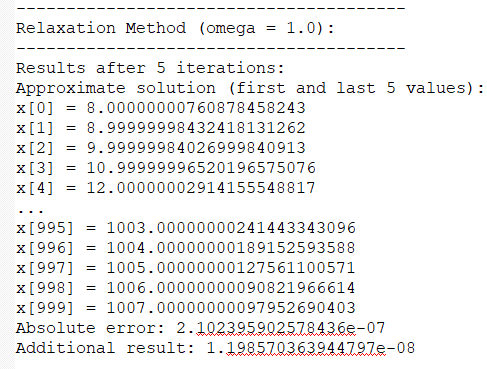 ---------------------------------------
Relaxation Method (omega = 1.0):
---------------------------------------
Results after 5 iterations:
Approximate solution (first and last 5 values):
x[0] = 8.00000000760878458243
x[1] = 8.99999998432418131262
x[2] = 9.99999984026999840913
x[3] = 10.99999996520196575076
x[4] = 12.00000002914155548817
...
x[995] = 1003.00000000241443343096
x[996] = 1004.00000000189152593588
x[997] = 1005.00000000127561100571
x[998] = 1006.00000000090821966614
x[999] = 1007.00000000097952690403
Absolute error: 2.102395902578436e-07
Additional result: 1.198570363944797e-08